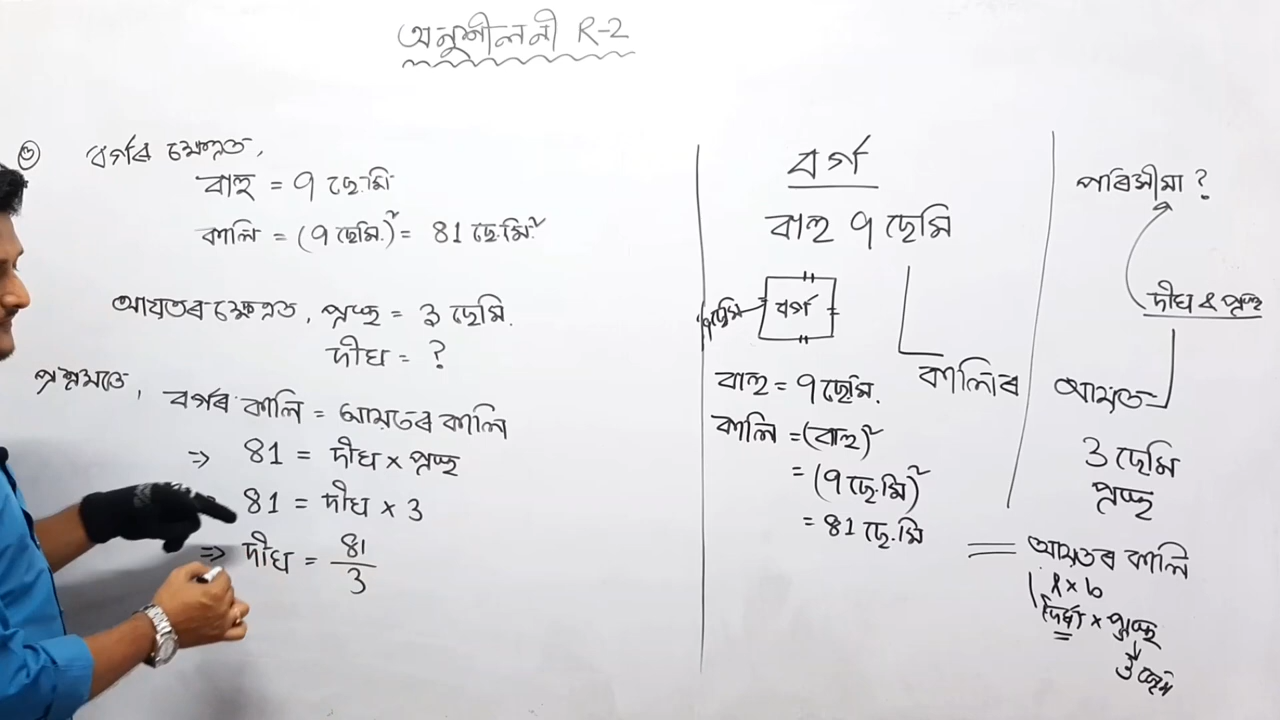 অনুশীলনী R-2
৩ বৰ্গৰ ক্ষেত্ৰত,
বাহু = 9 ছে.মি
কালি = (9 ছেমি.)² = 81 ছে.মি.²
আয়তৰ ক্ষেত্ৰত, প্ৰস্থ = 3 ছেমি.
দীঘ = ?
প্ৰশ্নমতে,
বৰ্গৰ কালি = আয়তৰ কালি
⇒ 81 = দীঘ × প্ৰস্থ
81 = দীঘ × 3
⇒ দীঘ = 81/3
বৰ্গ
বাহু 9 ছেমি
9 ছেমি
বৰ্গ
কালিৰ
বাহু = 9 ছেমি.
কালি = (বাহু)²
= (9 ছে.মি)²
= 81 ছে.মি
পৰিসীমা ?
দীঘ & প্ৰস্থ
আয়ত
3 ছেমি
প্ৰস্থ
= আয়তৰ কালি
l × b
× প্ৰস্থ
3 ছেমি